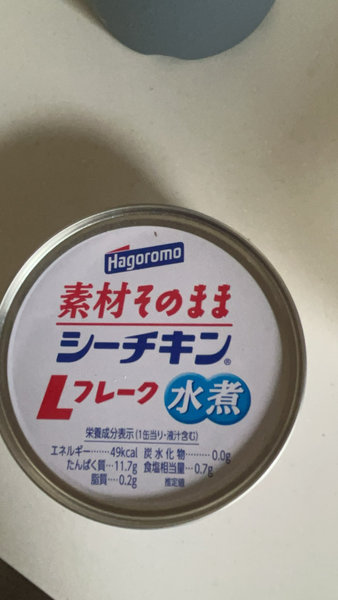 Hagoromo
素材そのまま
シーチキン®
Lフレーク 水煮
栄養成分表示(1缶当り・液汁含む)
エネルギー……49kcal 炭水化物………0.0g
たんぱく質…11.7g 食塩相当量…0.7g
脂質…0.2g 推定値